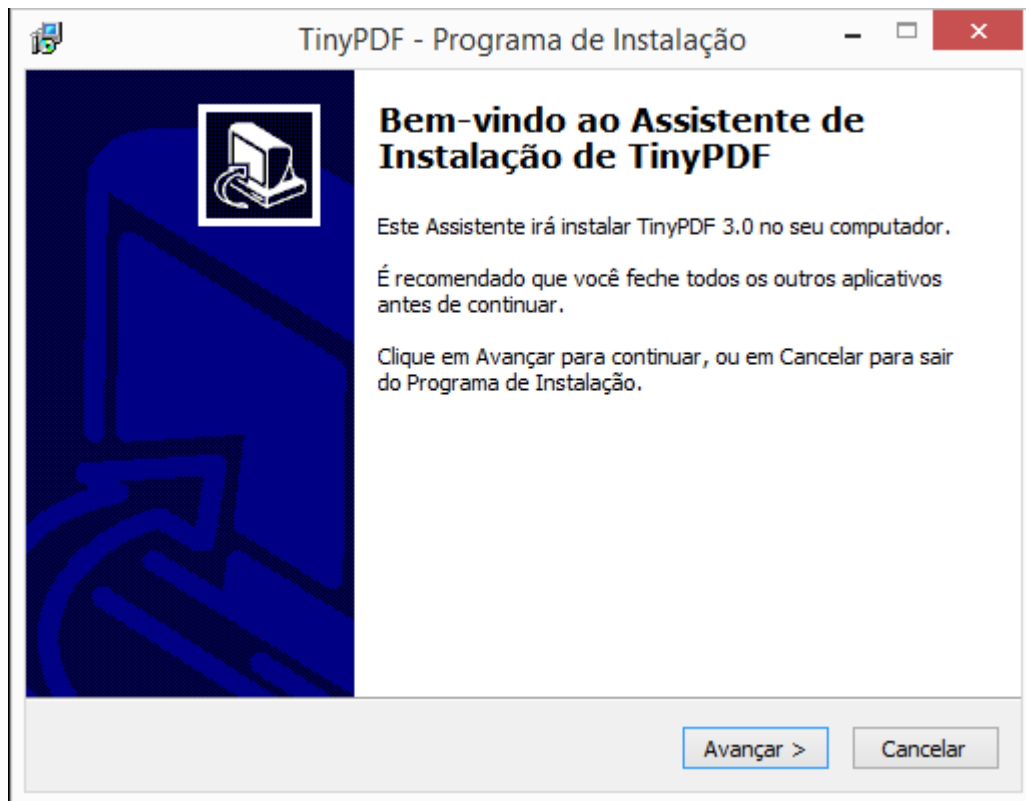 TinyPDF - Programa de Instalação
Bem-vindo ao Assistente de
Instalação de TinyPDF
Este Assistente irá instalar TinyPDF 3.0 no seu computador.
É recomendado que você feche todos os outros aplicativos
antes de continuar.
Clique em Avançar para continuar, ou em Cancelar para sair
do Programa de Instalação.
Avançar >
Cancelar